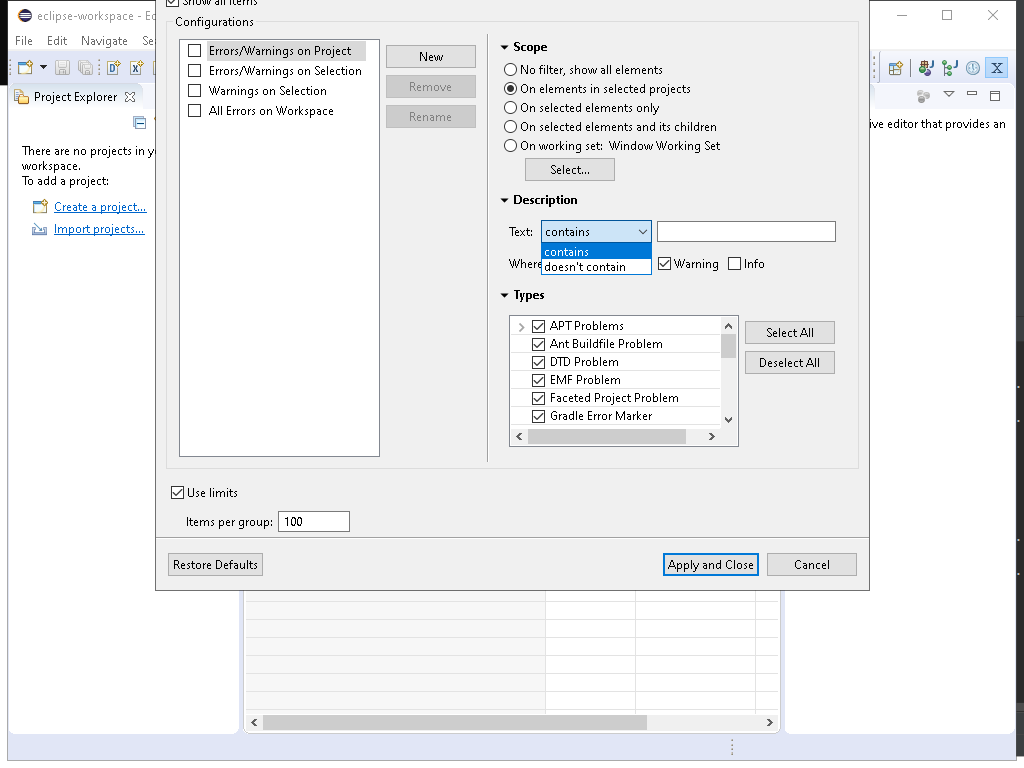 Show all items
eclipse-workspace - Ec
Configurations
File Edit Navigate Se
Errors/Warnings on Project
Errors/Warnings on Selection
Warnings on Selection
All Errors on Workspace
New
Remove
Rename
Scope
No filter, show all elements
On elements in selected projects
On selected elements only
On selected elements and its children
On working set: Window Working Set
Select...
Project Explorer
There are no projects in y
workspace.
To add a project:
Create a project...
Import projects...
ive editor that provides an
Description
Text: contains
contains
doesn't contain
Where
Warning Info
Types
APT Problems
Ant Buildfile Problem
DTD Problem
EMF Problem
Faceted Project Problem
Gradle Error Marker
Select All
Deselect All
Use limits
Items per group: 100
Restore Defaults Apply and Close Cancel